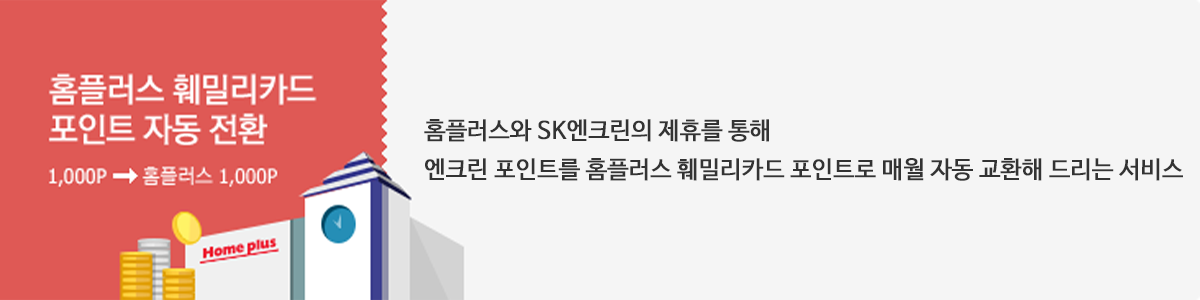 홈플러스 훼밀리카드
포인트 자동 전환
1,000P → 홈플러스 1,000P
Home plus
홈플러스와 SK엔크린의 제휴를 통해
엔크린 포인트를 홈플러스 훼밀리카드 포인트로 매월 자동 교환해 드리는 서비스